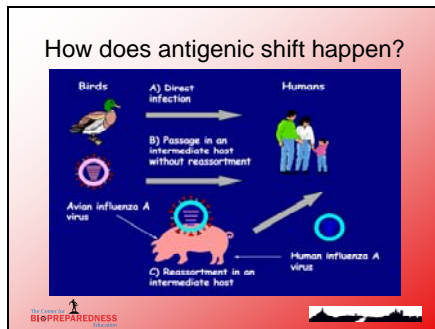 How does antigenic shift happen?
Birds
A) Direct
infection
Humans
B) Passage in an
intermediate host
without reassortment
Avian influenza A
virus
Human influenza A
virus
C) Reassortment in an
intermediate host
The Center for
BIOPREPAREDNESS
Education